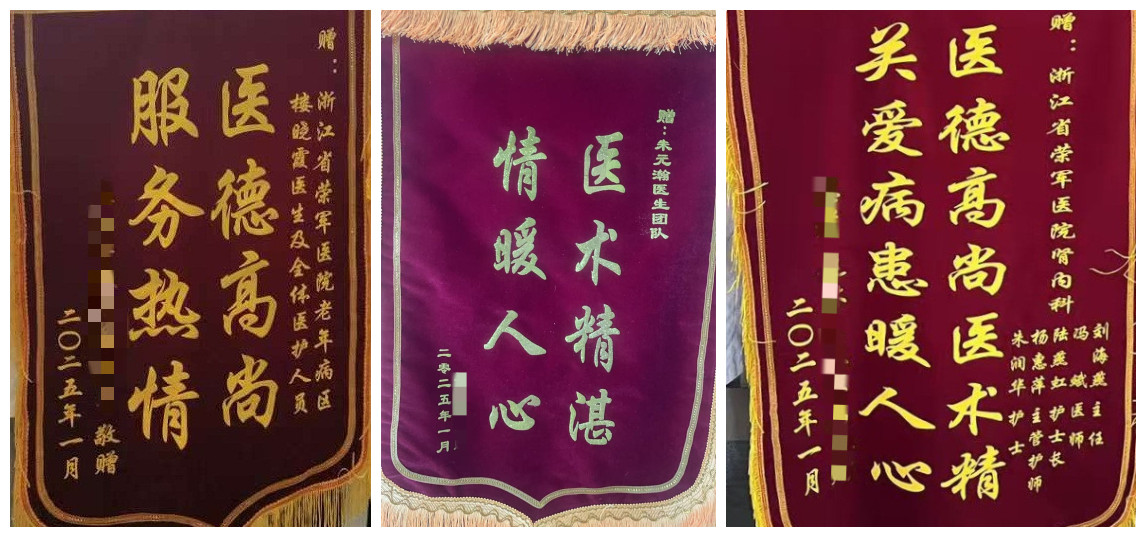 赠：浙江省荣军医院老年病区
楼晓霞医生及全体医护人员
医德高尚
服务热情
敬赠
二〇二五年一月
赠：朱元瀚医生团队
医术精湛
情暖人心
二零二五年一月
赠：浙江省荣军医院肾内科
刘海燕 主任
冯斌 医师
陆燕虹 护士长
杨惠萍 主管护师
朱润华 护士
医德高尚医术精
关爱病患暖人心
二〇二五年一月